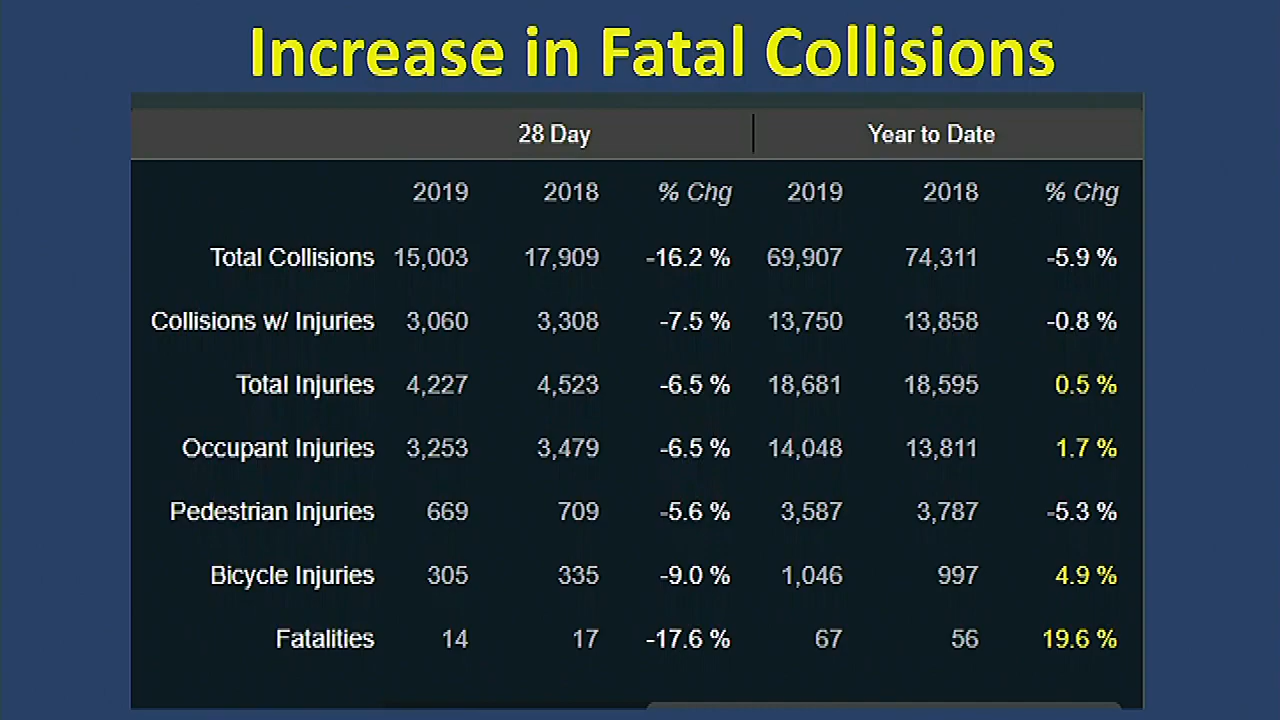 Increase in Fatal Collisions
28 Day Year to Date
2019 2018 % Chg 2019 2018 % Chg
Total Collisions 15,003 17,909 -16.2 % 69,907 74,311 -5.9 %
Collisions w/ Injuries 3,060 3,308 -7.5 % 13,750 13,858 -0.8 %
Total Injuries 4,227 4,523 -6.5 % 18,681 18,595 0.5 %
Occupant Injuries 3,253 3,479 -6.5 % 14,048 13,811 1.7 %
Pedestrian Injuries 669 709 -5.6 % 3,587 3,787 -5.3 %
Bicycle Injuries 305 335 -9.0 % 1,046 997 4.9 %
Fatalities 14 17 -17.6 % 67 56 19.6 %